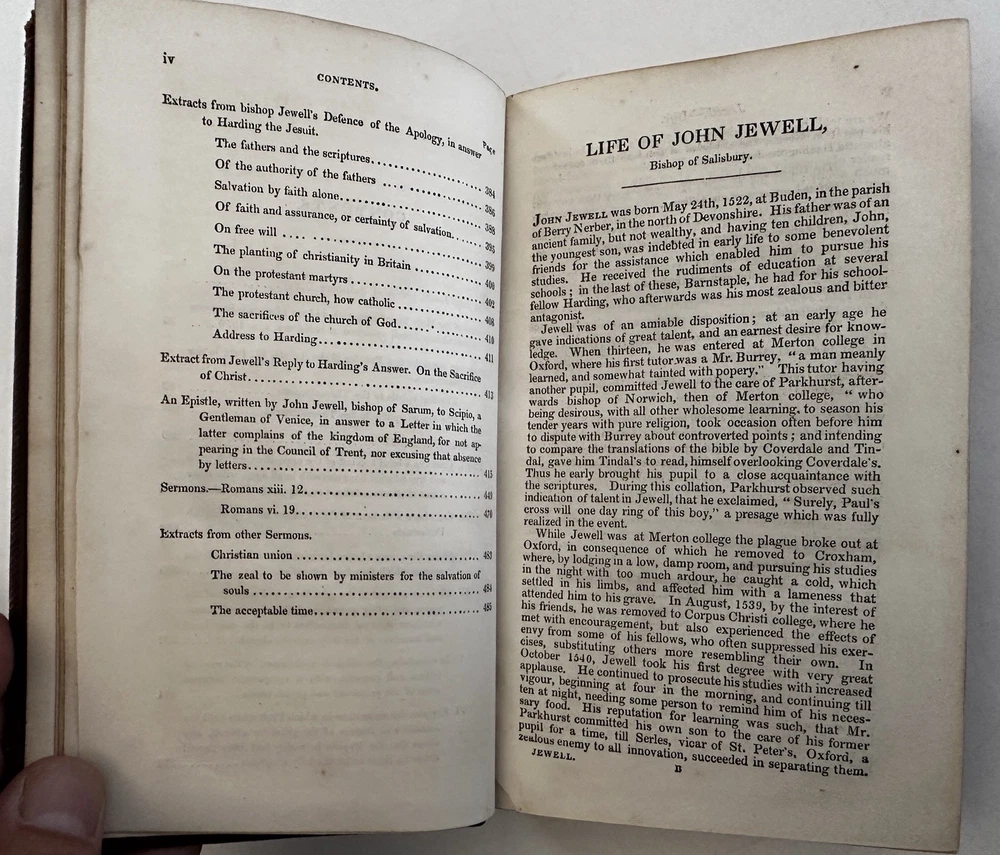 iv
CONTENTS.
Page
Extracts from bishop Jewell's Defence of the Apology, in answer
to Harding the Jesuit.
The fathers and the scriptures.................. 384
Of the authority of the fathers .... ........... 386
Salvation by faith alone........................ 388
Of faith and assurance, or certainty of salvation...... 395
On free will ................................ 399
The planting of christianity in Britain ............ 400
On the protestant martyrs...................... 402
The protestant church, how catholic .............. 408
The sacrifices of the church of God.............. 410
Address to Harding............................ 411
Extract from Jewell's Reply to Harding's Answer. On the Sacrifice
of Christ.................................... 413
An Epistle, written by John Jewell, bishop of Sarum, to Scipio, a
Gentleman of Venice, in answer to a Letter in which the
latter complains of the kingdom of England, for not ap-
pearing in the Council of Trent, nor excusing that absence
by letters.................................... 415
Sermons.—Romans xiii. 12.......................... 449
Romans vi. 19............................ 470
Extracts from other Sermons.
Christian union .............................. 483
The zeal to be shown by ministers for the salvation of
souls .................................... 484
The acceptable time............................ 485
LIFE OF JOHN JEWELL,
Bishop of Salisbury.
JOHN JEWELL was born May 24th, 1522, at Buden, in the parish
of Berry Nerber, in the north of Devonshire. His father was of an
ancient family, but not wealthy, and having ten children, John,
the youngest son, was indebted in early life to some benevolent
friends for the assistance which enabled him to pursue his
studies. He received the rudiments of education at several
schools; in the last of these, Barnstaple, he had for his school-
fellow Harding, who afterwards was his most zealous and bitter
antagonist.
Jewell was of an amiable disposition; at an early age he
gave indications of great talent, and an earnest desire for know-
ledge. When thirteen, he was entered at Merton college in
Oxford, where his first tutor was a Mr. Burrey, "a man meanly
learned, and somewhat tainted with popery." This tutor having
another pupil, committed Jewell to the care of Parkhurst, after-
wards bishop of Norwich, then of Merton college, "who
being desirous, with all other wholesome learning, to season his
tender years with pure religion, took occasion often before him
to dispute with Burrey about controverted points; and intending
to compare the translations of the bible by Coverdale and Tin-
dal, gave him Tindal's to read, himself overlooking Coverdale's.
Thus he early brought his pupil to a close acquaintance with
the scriptures. During this collation, Parkhurst observed such
indication of talent in Jewell, that he exclaimed, "Surely, Paul's
cross will one day ring of this boy," a presage which was fully
realized in the event.
While Jewell was at Merton college the plague broke out at
Oxford, in consequence of which he removed to Croxham,
where, by lodging in a low, damp room, and pursuing his studies
in the night with too much ardour, he caught a cold, which
settled in his limbs, and affected him with a lameness that
attended him to his grave. In August, 1539, by the interest of
his friends, he was removed to Corpus Christi college, where he
met with encouragement, but also experienced the effects of
envy from some of his fellows, who often suppressed his exer-
cises, substituting others more resembling their own. In
October 1540, Jewell took his first degree with very great
applause. He continued to prosecute his studies with increased
vigour, beginning at four in the morning, and continuing till
ten at night, needing some person to remind him of his neces-
sary food. His reputation for learning was such, that Mr.
Parkhurst committed his own son to the care of his former
pupil for a time, till Serles, vicar of St. Peter's, Oxford, a
zealous enemy to all innovation, succeeded in separating them.
JEWELL.
B